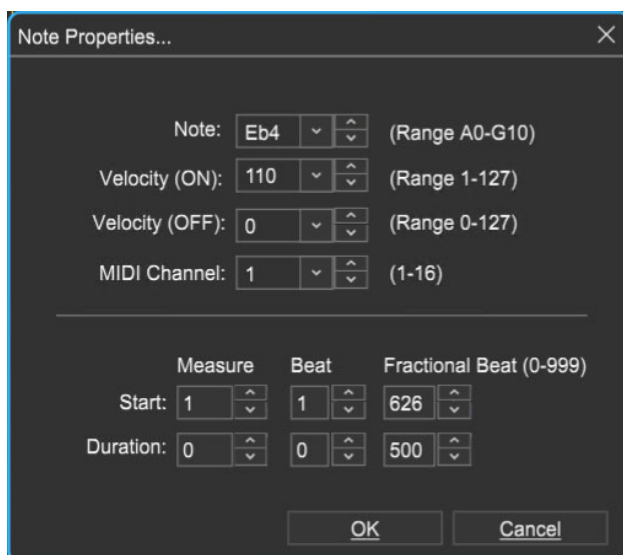 Note Properties...
Note: Eb4 (Range A0-G10)
Velocity (ON): 110 (Range 1-127)
Velocity (OFF): 0 (Range 0-127)
MIDI Channel: 1 (1-16)
Measure Beat Fractional Beat (0-999)
Start: 1 1 626
Duration: 0 0 500
OK Cancel